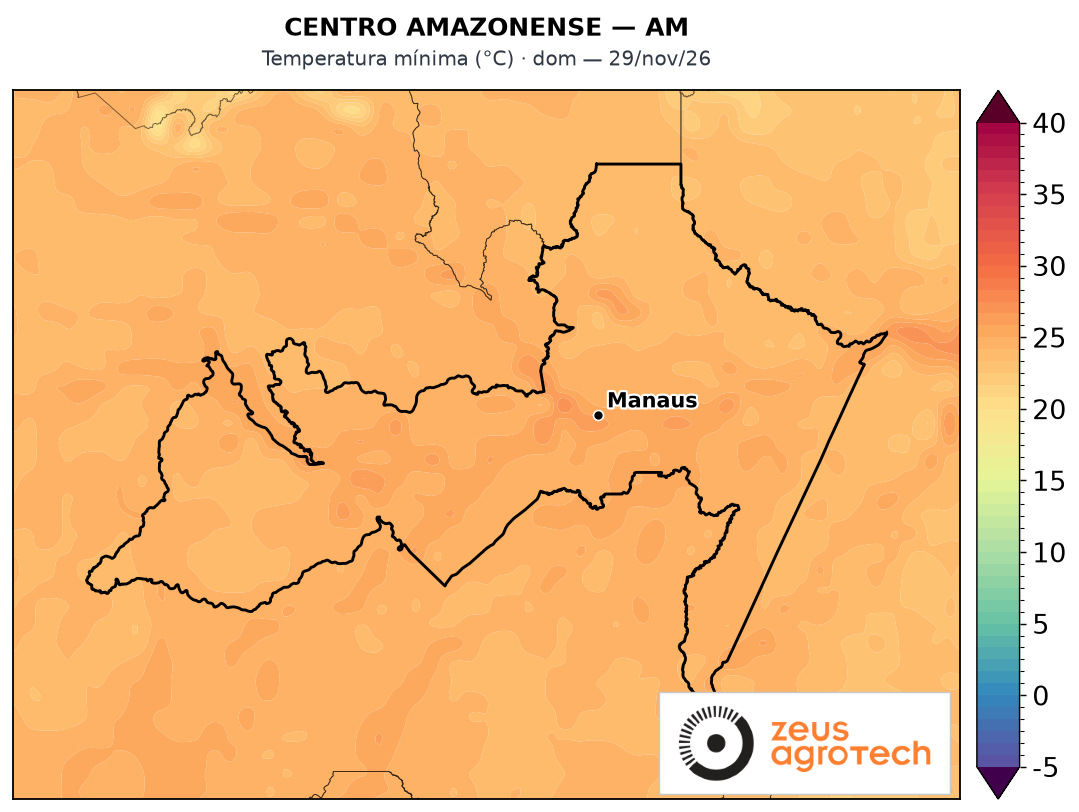 CENTRO AMAZONENSE — AM
Temperatura mínima (°C) · dom — 29/nov/26
40
35
30
25
20
15
10
5
0
-5
Manaus
zeus
agrotech